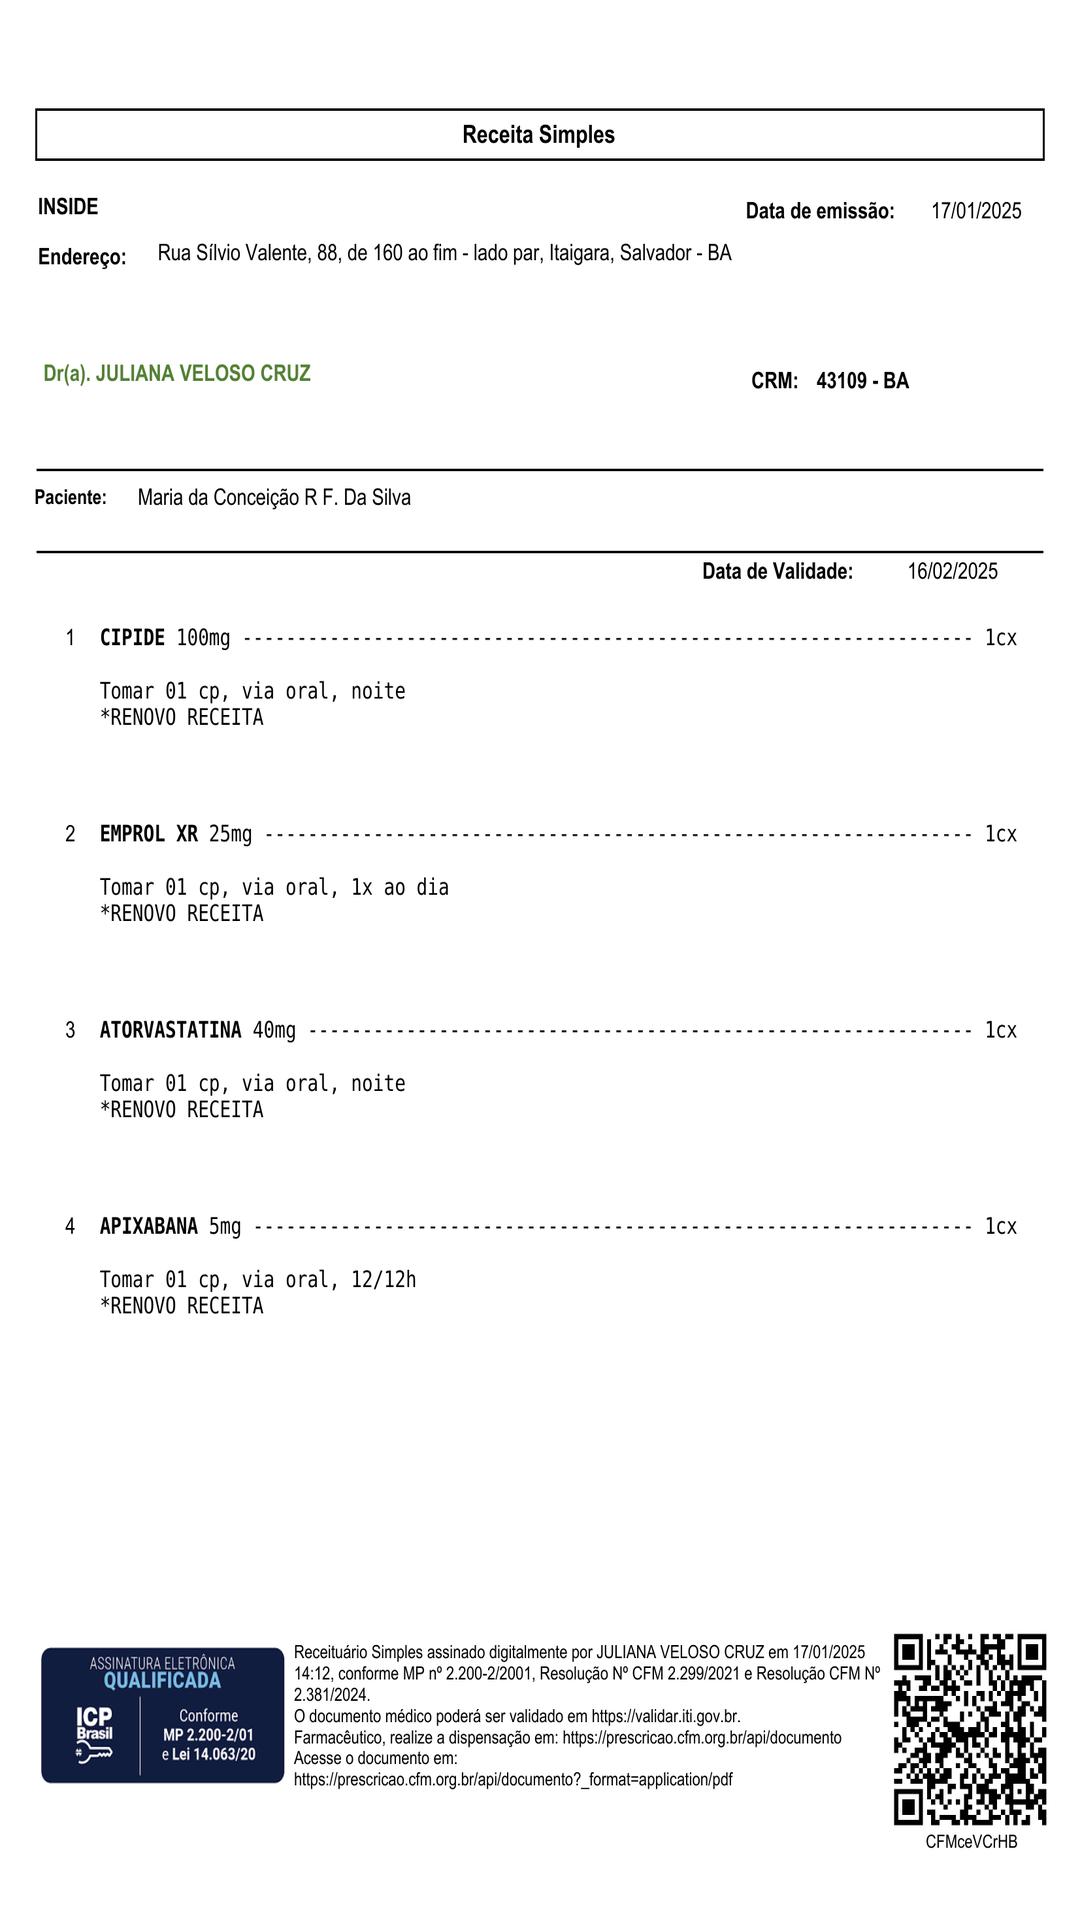 Receita Simples
INSIDE
Data de emissão: 17/01/2025
Endereço: Rua Sílvio Valente, 88, de 160 ao fim - lado par, Itaigara, Salvador - BA
Dr(a). JULIANA VELOSO CRUZ
CRM: 43109 - BA
Paciente: Maria da Conceição R F. Da Silva
Data de Validade: 16/02/2025
1 CIPIDE 100mg ------------------------------------------------------------------- 1cx
Tomar 01 cp, via oral, noite
*RENOVO RECEITA
2 EMPROL XR 25mg ----------------------------------------------------------------- 1cx
Tomar 01 cp, via oral, 1x ao dia
*RENOVO RECEITA
3 ATORVASTATINA 40mg ------------------------------------------------------------- 1cx
Tomar 01 cp, via oral, noite
*RENOVO RECEITA
4 APIXABANA 5mg ------------------------------------------------------------------ 1cx
Tomar 01 cp, via oral, 12/12h
*RENOVO RECEITA
ASSINATURA ELETRÔNICA
QUALIFICADA
ICP
Brasil
Conforme
MP 2.200-2/01
e Lei 14.063/20
Receituário Simples assinado digitalmente por JULIANA VELOSO CRUZ em 17/01/2025
14:12, conforme MP nº 2.200-2/2001, Resolução Nº CFM 2.299/2021 e Resolução CFM Nº
2.381/2024.
O documento médico poderá ser validado em https://validar.iti.gov.br.
Farmacêutico, realize a dispensação em: https://prescricao.cfm.org.br/api/documento
Acesse o documento em:
https://prescricao.cfm.org.br/api/documento?_format=application/pdf
CFMceVCrHB